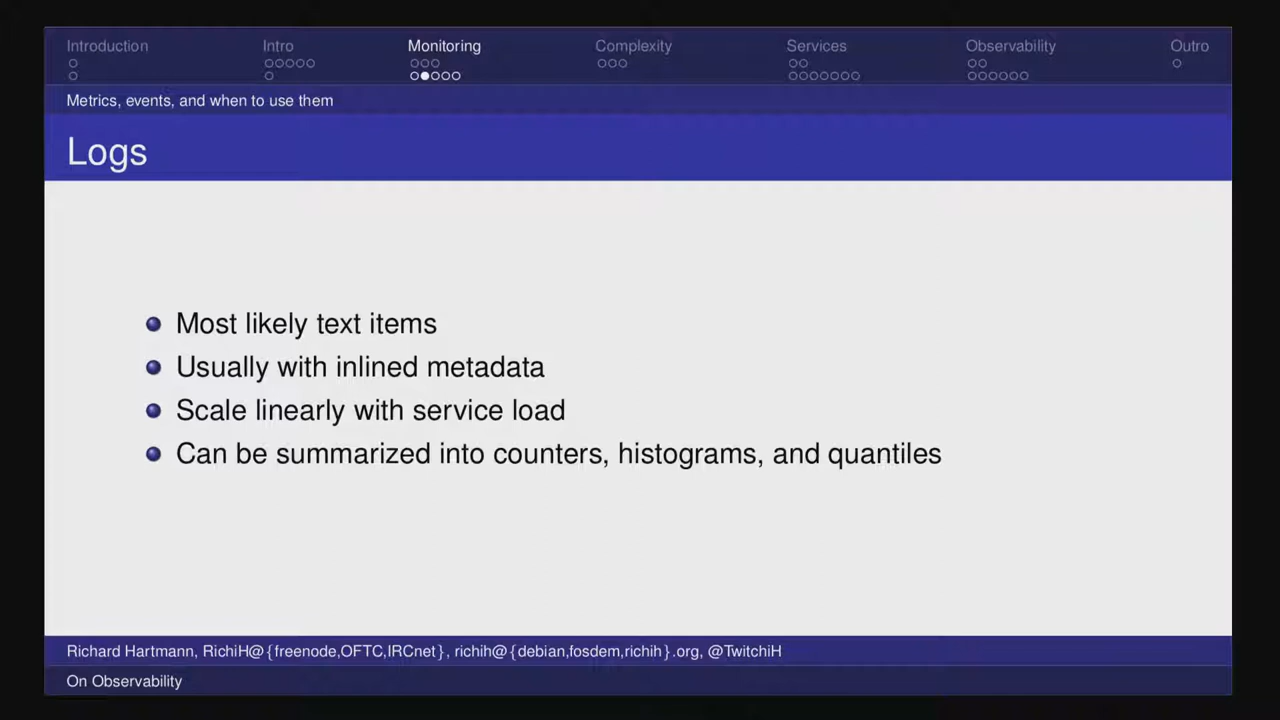 Introduction Intro Monitoring Complexity Services Observability Outro
Metrics, events, and when to use them
Logs
Most likely text items
Usually with inlined metadata
Scale linearly with service load
Can be summarized into counters, histograms, and quantiles
Richard Hartmann, RichiH@{freenode,OFTC,IRCnet}, richih@{debian,fosdem,richih}.org, @TwitchiH
On Observability